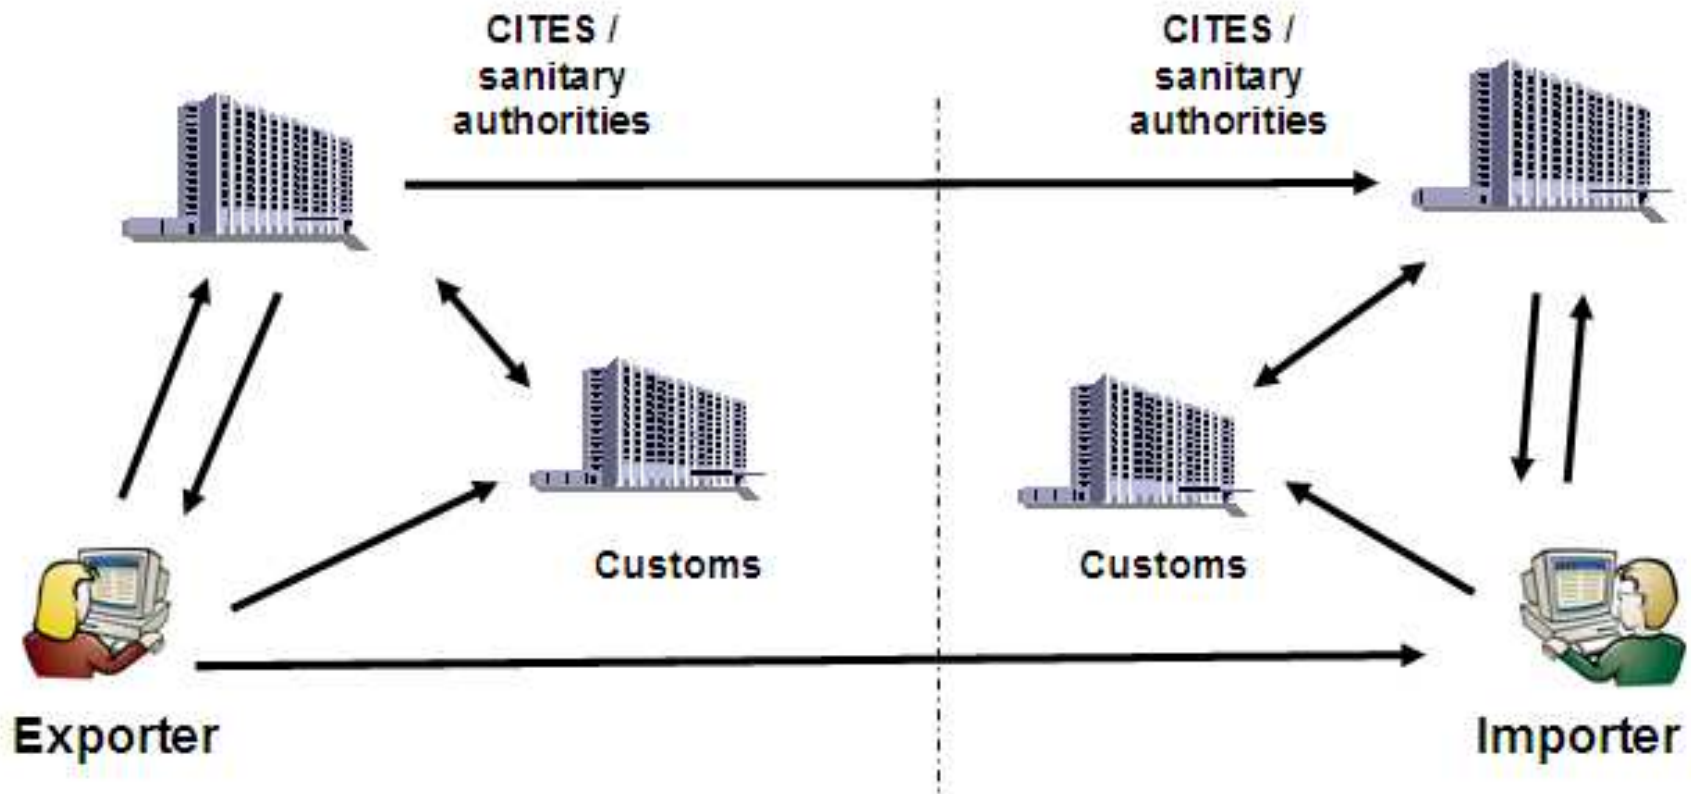 CITES /
sanitary
authorities
CITES /
sanitary
authorities
Customs
Customs
Exporter
Importer